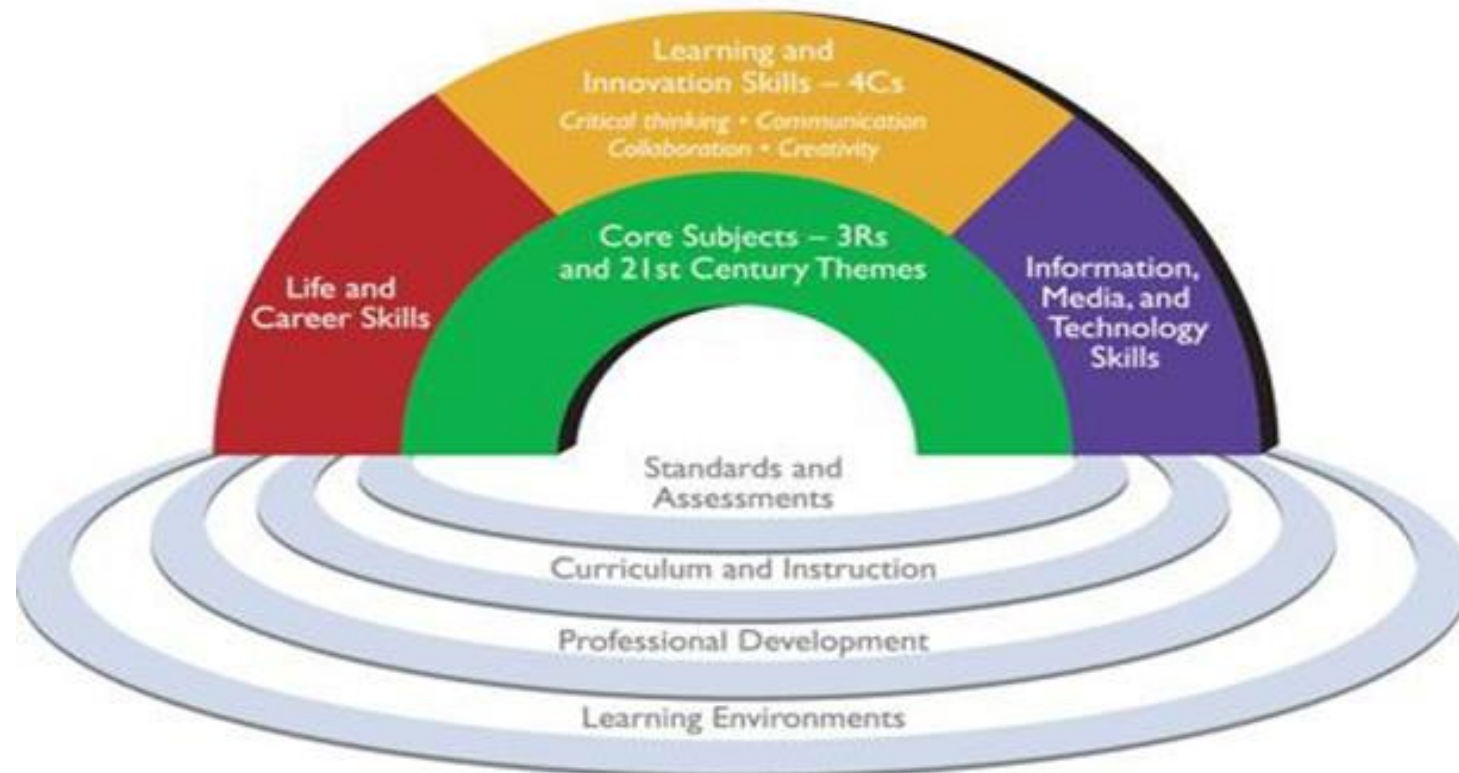 Learning and
Innovation Skills – 4Cs
Critical thinking • Communication
Collaboration • Creativity
Core Subjects – 3Rs
and 21st Century Themes
Life and
Career Skills
Information,
Media, and
Technology
Skills
Standards and
Assessments
Curriculum and Instruction
Professional Development
Learning Environments